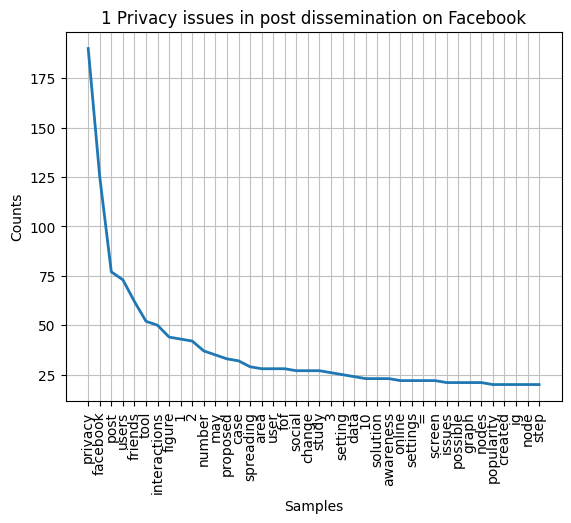 1 Privacy issues in post dissemination on Facebook
Counts
175
150
125
100
75
50
25
privacy
facebook
post
users
friends
tool
interactions
figure
1
2
number
may
proposed
case
spreading
area
user
fof
social
change
study
3
setting
data
10
solution
awareness
online
settings
=
screen
issues
possible
graph
nodes
popularity
created
ig
node
step
Samples